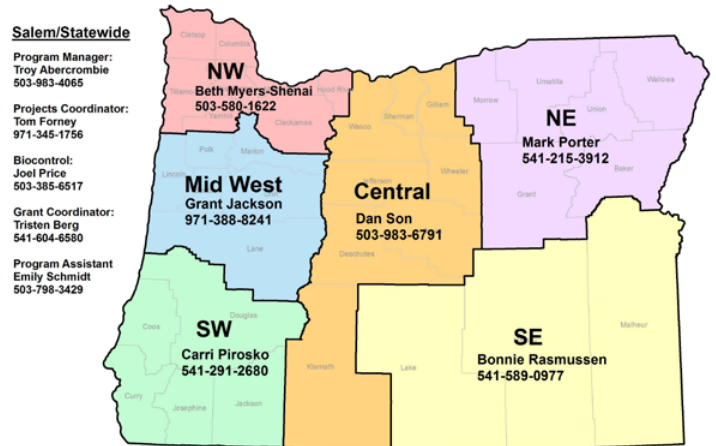 Salem/Statewide
Program Manager:
Troy Abercrombie
503-983-4065
Projects Coordinator:
Tom Forney
971-345-1756
Biocontrol:
Joel Price
503-385-6517
Grant Coordinator:
Tristen Berg
541-604-6580
Program Assistant
Emily Schmidt
503-798-3429
Clatsop
Columbia
NW
Beth Myers-Shenai
503-580-1622
Hood River
Yamhill
Clackamas
Polk
Marion
Lincoln
Mid West
Grant Jackson
971-388-8241
Lane
Wasco
Sherman
Gilliam
Jefferson
Wheeler
Central
Dan Son
503-983-6791
Deschutes
Klamath
Morrow
Umatilla
Union
Wallowa
NE
Mark Porter
541-215-3912
Grant
Baker
Douglas
Coos
SW
Carri Pirosko
541-291-2680
Curry
Josephine
Jackson
Malheur
SE
Bonnie Rasmussen
541-589-0977
Lake